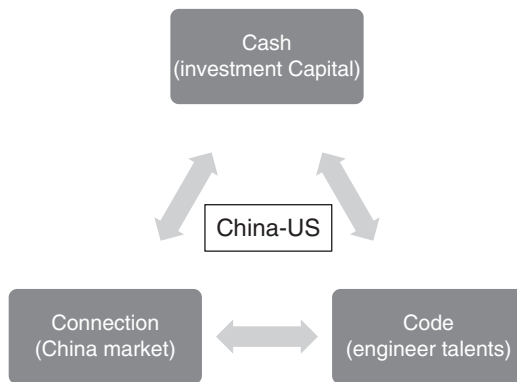 Cash
(investment Capital)
China-US
Connection
(China market)
Code
(engineer talents)